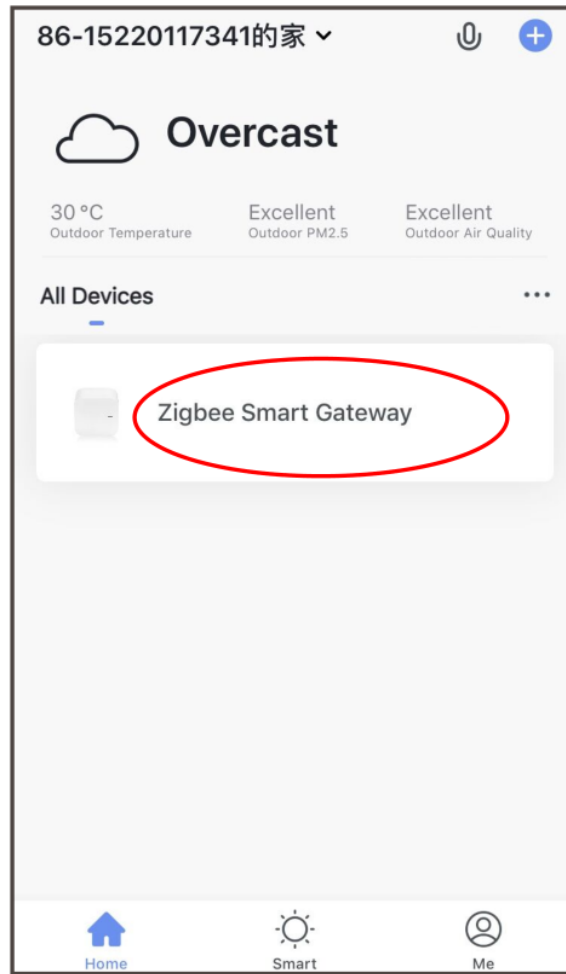 86-15220117341的家
Overcast
30 °C Excellent Excellent
Outdoor Temperature Outdoor PM2.5 Outdoor Air Quality
All Devices
Zigbee Smart Gateway
Home Smart Me